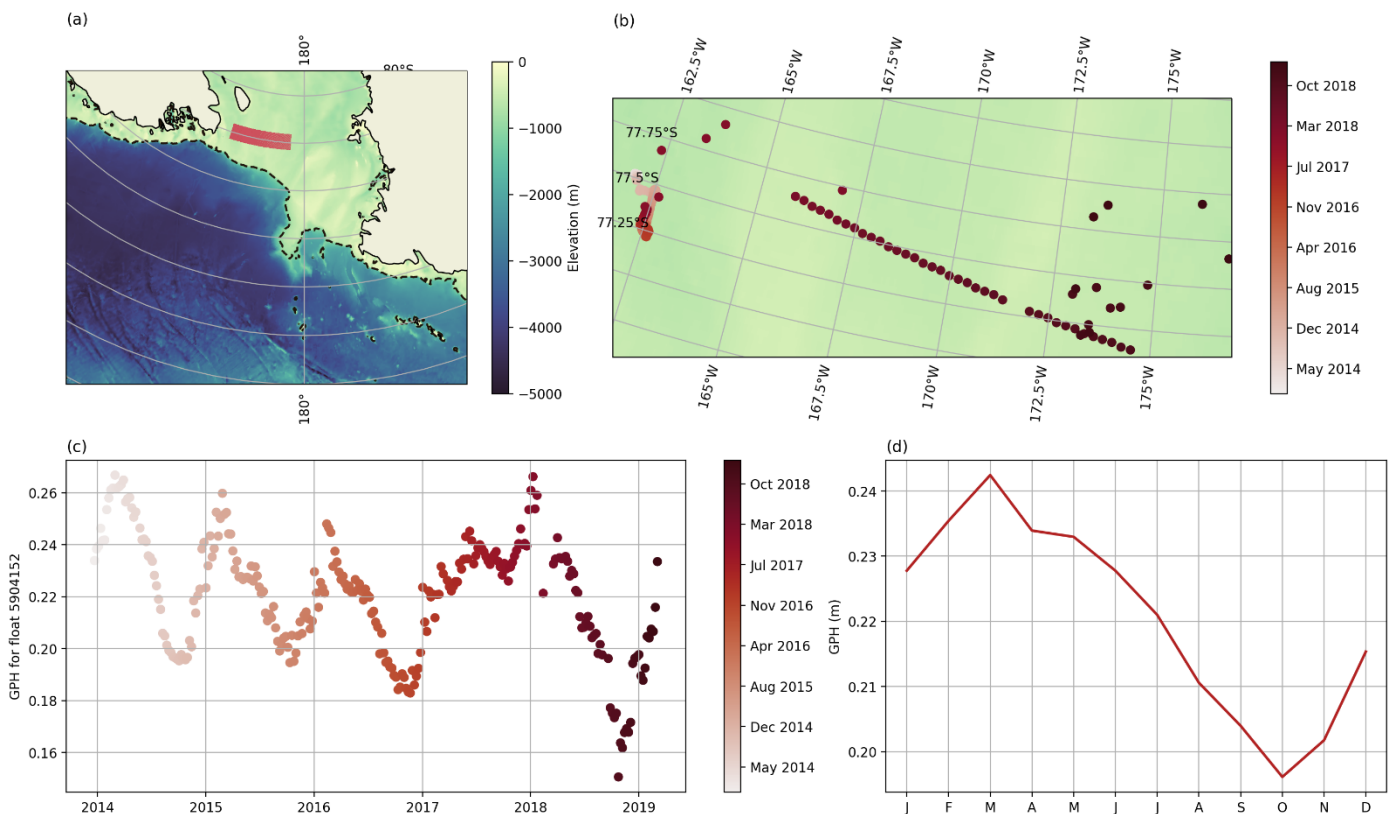 (a)
180°
80°S
180°
0
−1000
−2000
−3000
−4000
−5000
Elevation (m)
(b)
162.5°W
165°W
167.5°W
170°W
172.5°W
175°W
77.75°S
77.5°S
77.25°S
165°W
167.5°W
170°W
172.5°W
175°W
Oct 2018
Mar 2018
Jul 2017
Nov 2016
Apr 2016
Aug 2015
Dec 2014
May 2014
(c)
GPH for float 5904152
0.26
0.24
0.22
0.20
0.18
0.16
2014 2015 2016 2017 2018 2019
Oct 2018
Mar 2018
Jul 2017
Nov 2016
Apr 2016
Aug 2015
Dec 2014
May 2014
(d)
GPH (m)
0.24
0.23
0.22
0.21
0.20
J F M A M J J A S O N D